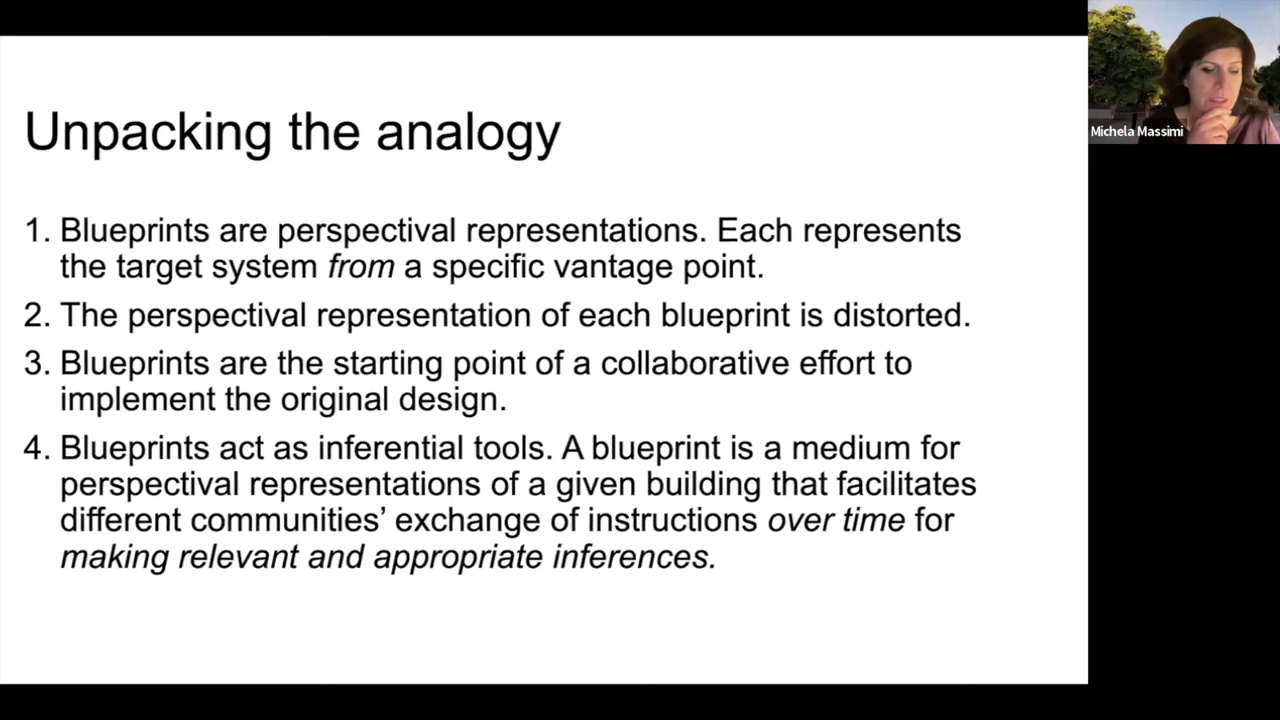 Unpacking the analogy
1. Blueprints are perspectival representations. Each represents
the target system from a specific vantage point.
2. The perspectival representation of each blueprint is distorted.
3. Blueprints are the starting point of a collaborative effort to
implement the original design.
4. Blueprints act as inferential tools. A blueprint is a medium for
perspectival representations of a given building that facilitates
different communities’ exchange of instructions over time for
making relevant and appropriate inferences.
Michela Massimi